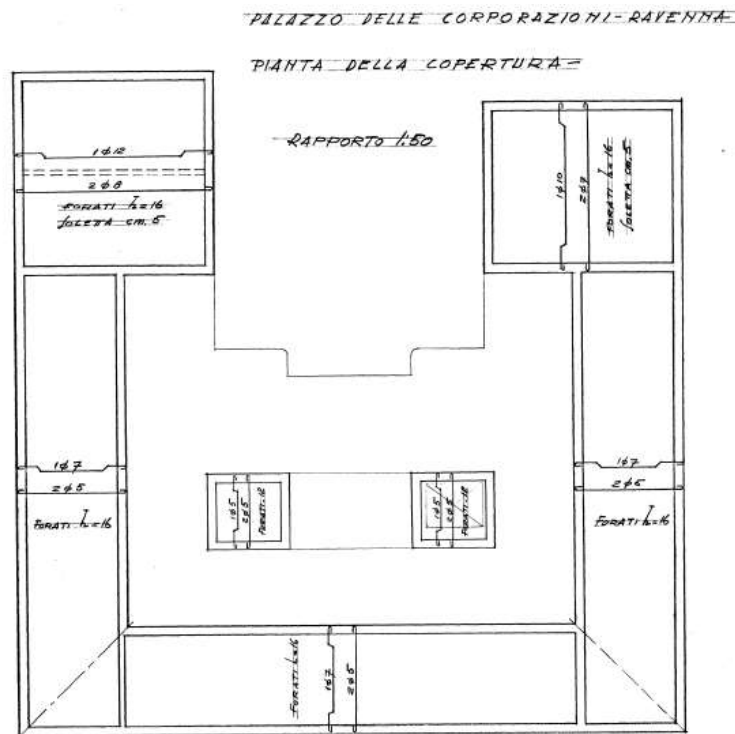 PALAZZO DELLE CORPORAZIONI-RAVENNA
PIANTA DELLA COPERTURA=
RAPPORTO 1:50
1ϕ12
2ϕ8
FORATI h=16
SOLETTA cm. 5
1ϕ10
2ϕ9
FORATI h=16
SOLETTA cm. 5
1ϕ7
2ϕ5
FORATI h=16
1ϕ7
2ϕ5
FORATI h=16
1ϕ5
2ϕ5
FORATI=12
1ϕ5
2ϕ5
FORATI=12
FORATI h=16
1ϕ7
2ϕ5